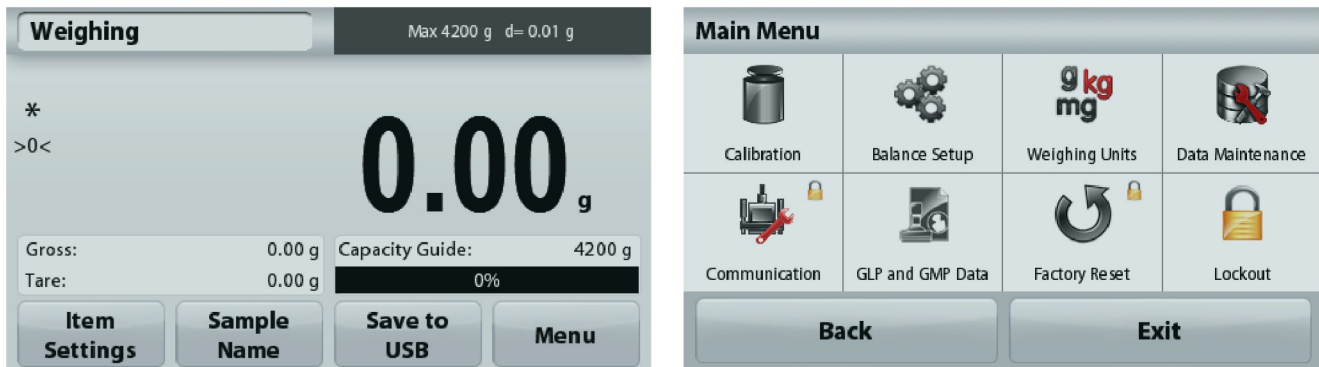 Weighing
Max 4200 g d= 0.01 g
*
>0<
0.00 g
Gross: 0.00 g
Tare: 0.00 g
Capacity Guide: 4200 g
0%
Item Settings
Sample Name
Save to USB
Menu
Main Menu
g kg mg
Calibration
Balance Setup
Weighing Units
Data Maintenance
Communication
GLP and GMP Data
Factory Reset
Lockout
Back
Exit